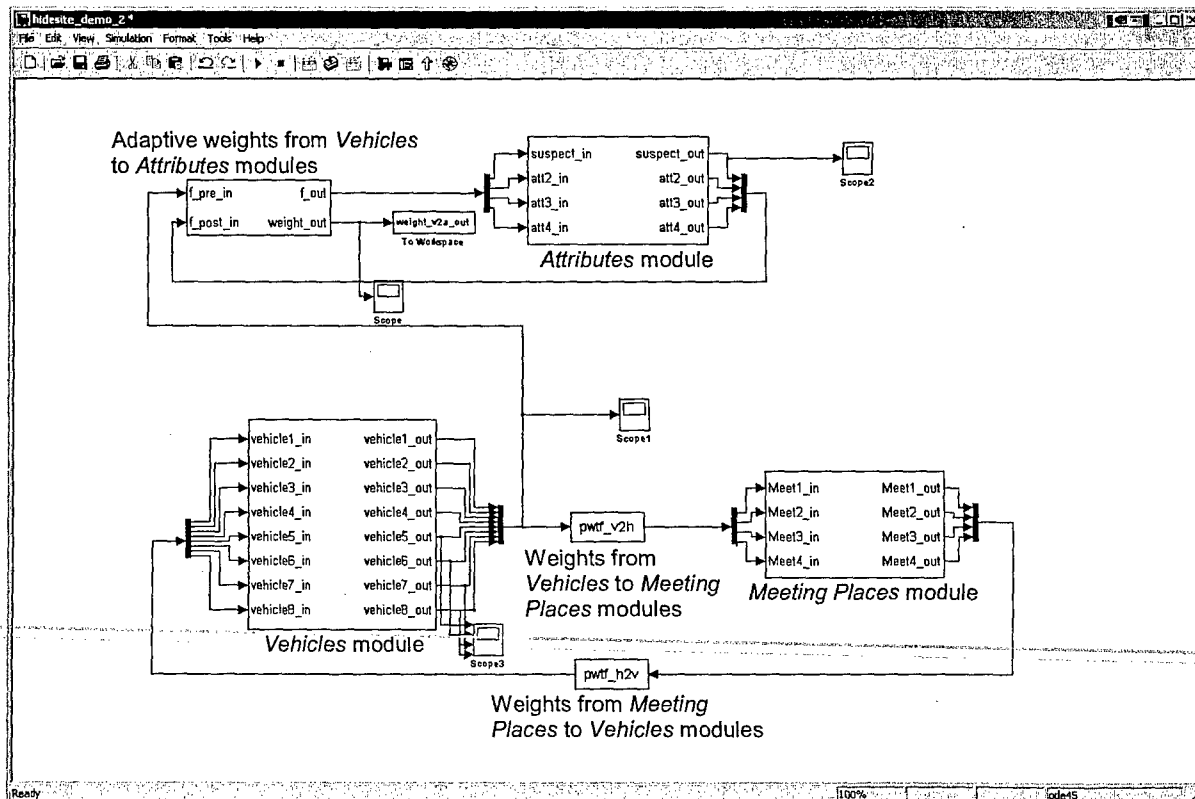 hidesite_demo_2 *
File Edit View Simulation Format Tools Help
Adaptive weights from Vehicles
to Attributes modules
f_pre_in f_out
f_post_in weight_out
weight_v2a_out
To Workspace
suspect_in suspect_out
att2_in att2_out
att3_in att3_out
att4_in att4_out
Attributes module
Scope2
Scope
Scope1
vehicle1_in vehicle1_out
vehicle2_in vehicle2_out
vehicle3_in vehicle3_out
vehicle4_in vehicle4_out
vehicle5_in vehicle5_out
vehicle6_in vehicle6_out
vehicle7_in vehicle7_out
vehicle8_in vehicle8_out
Vehicles module
Scope3
pwtf_v2h
Weights from
Vehicles to Meeting
Places modules
Meet1_in Meet1_out
Meet2_in Meet2_out
Meet3_in Meet3_out
Meet4_in Meet4_out
Meeting Places module
pwtf_h2v
Weights from Meeting
Places to Vehicles modules
Ready 100% ode45